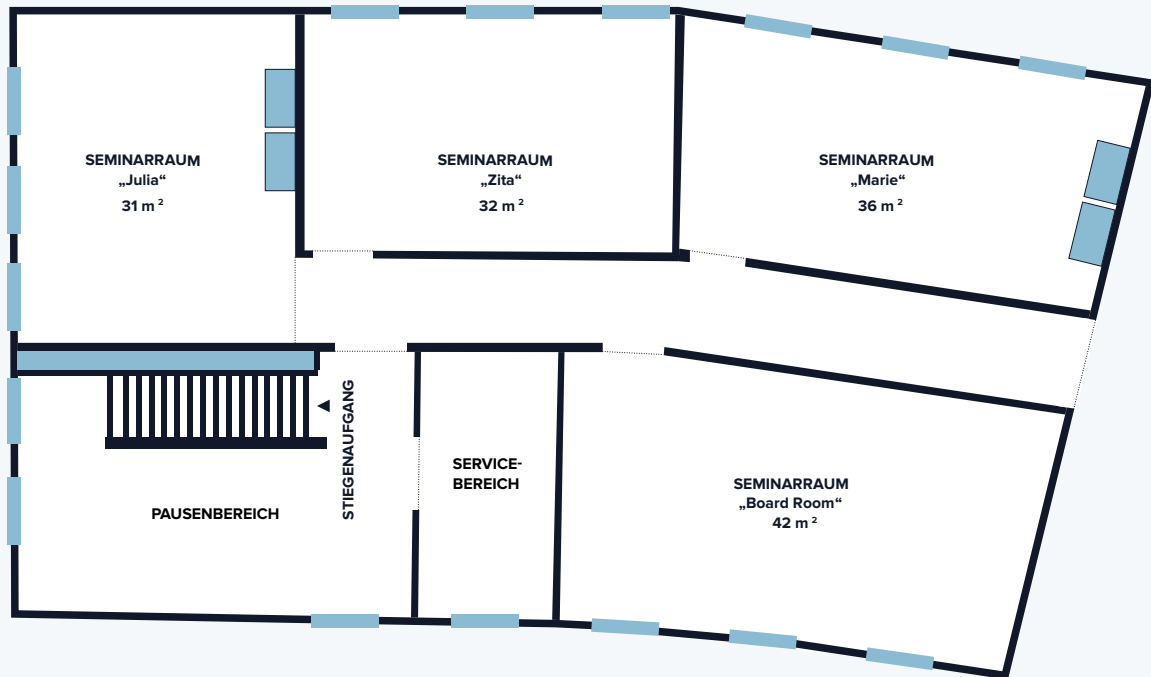 SEMINARRAUM
„Julia“
31 m ²
SEMINARRAUM
„Zita“
32 m ²
SEMINARRAUM
„Marie“
36 m ²
STIEGENAUFGANG
PAUSENBEREICH
SERVICE-
BEREICH
SEMINARRAUM
„Board Room“
42 m ²